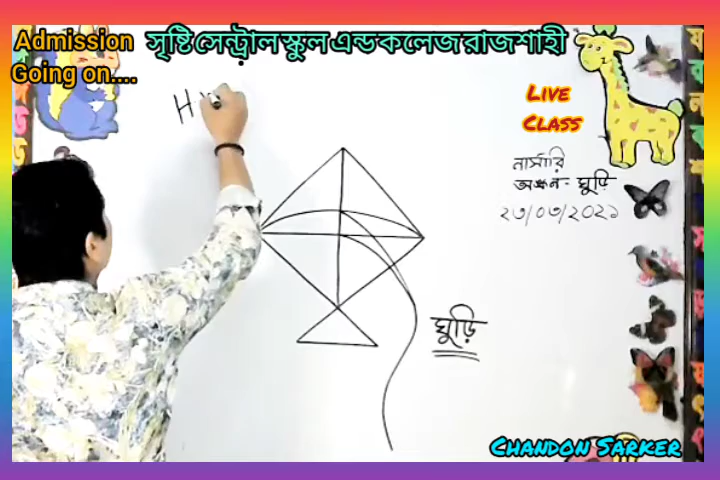 Admission
Going on....
সৃষ্টি সেন্ট্রাল স্কুল এন্ড কলেজ রাজশাহী
H
LIVE
CLASS
নার্সারি
অঙ্কন- ঘুড়ি
২৩/০৩/২০২১
ঘুড়ি
CHANDON SARKER